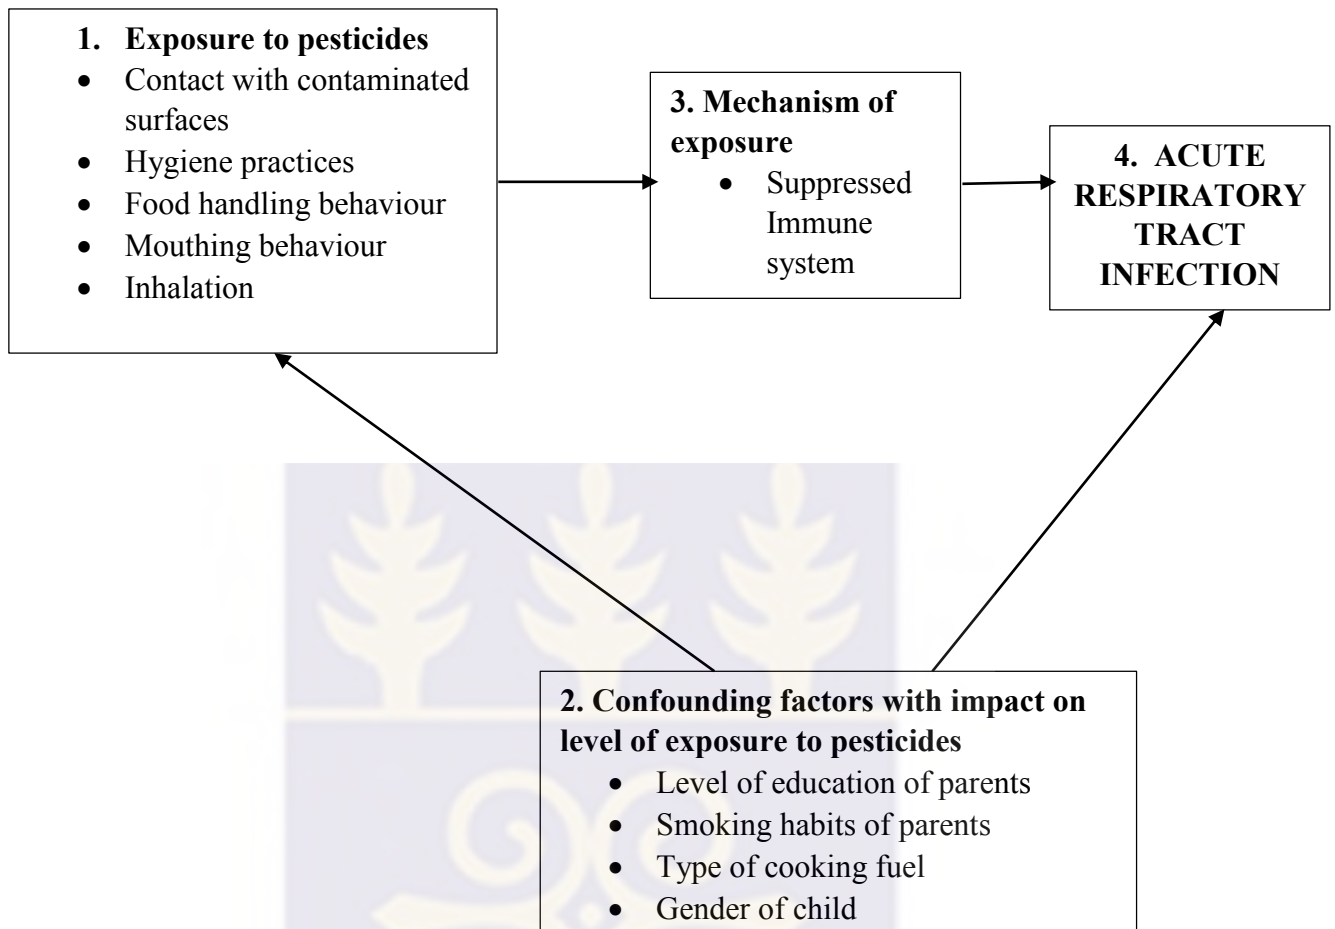 1. Exposure to pesticides
• Contact with contaminated
surfaces
• Hygiene practices
• Food handling behaviour
• Mouthing behaviour
• Inhalation
3. Mechanism of
exposure
• Suppressed
Immune
system
4. ACUTE
RESPIRATORY
TRACT
INFECTION
2. Confounding factors with impact on
level of exposure to pesticides
• Level of education of parents
• Smoking habits of parents
• Type of cooking fuel
• Gender of child